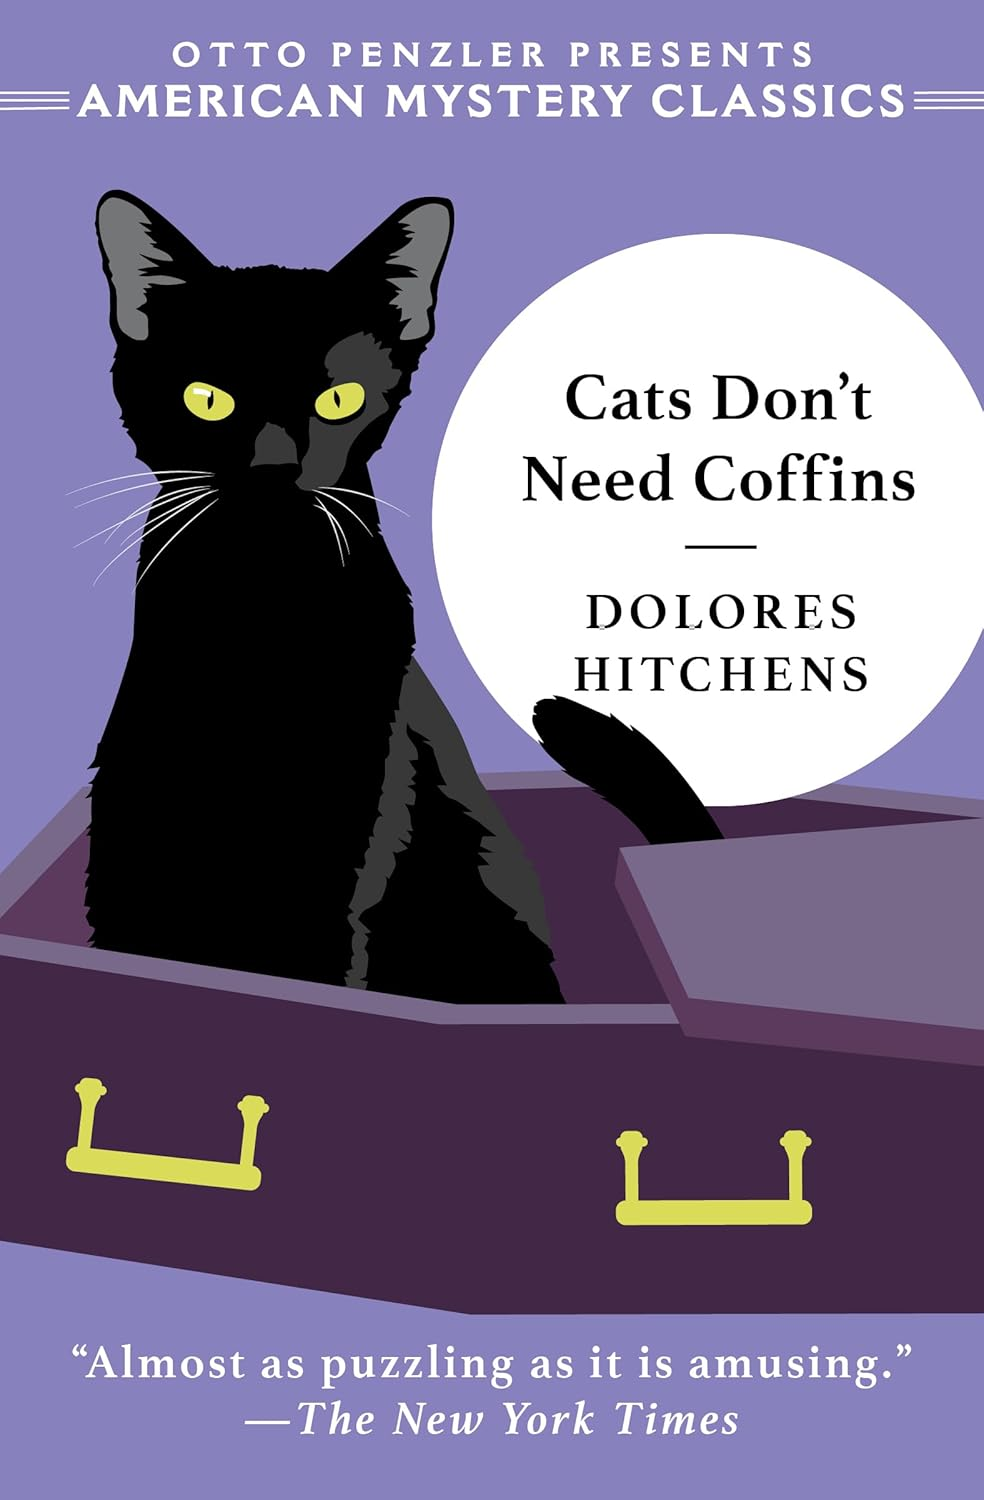 OTTO PENZLER PRESENTS
AMERICAN MYSTERY CLASSICS
Cats Don’t
Need Coffins
—
DOLORES
HITCHENS
“Almost as puzzling as it is amusing.”
—The New York Times